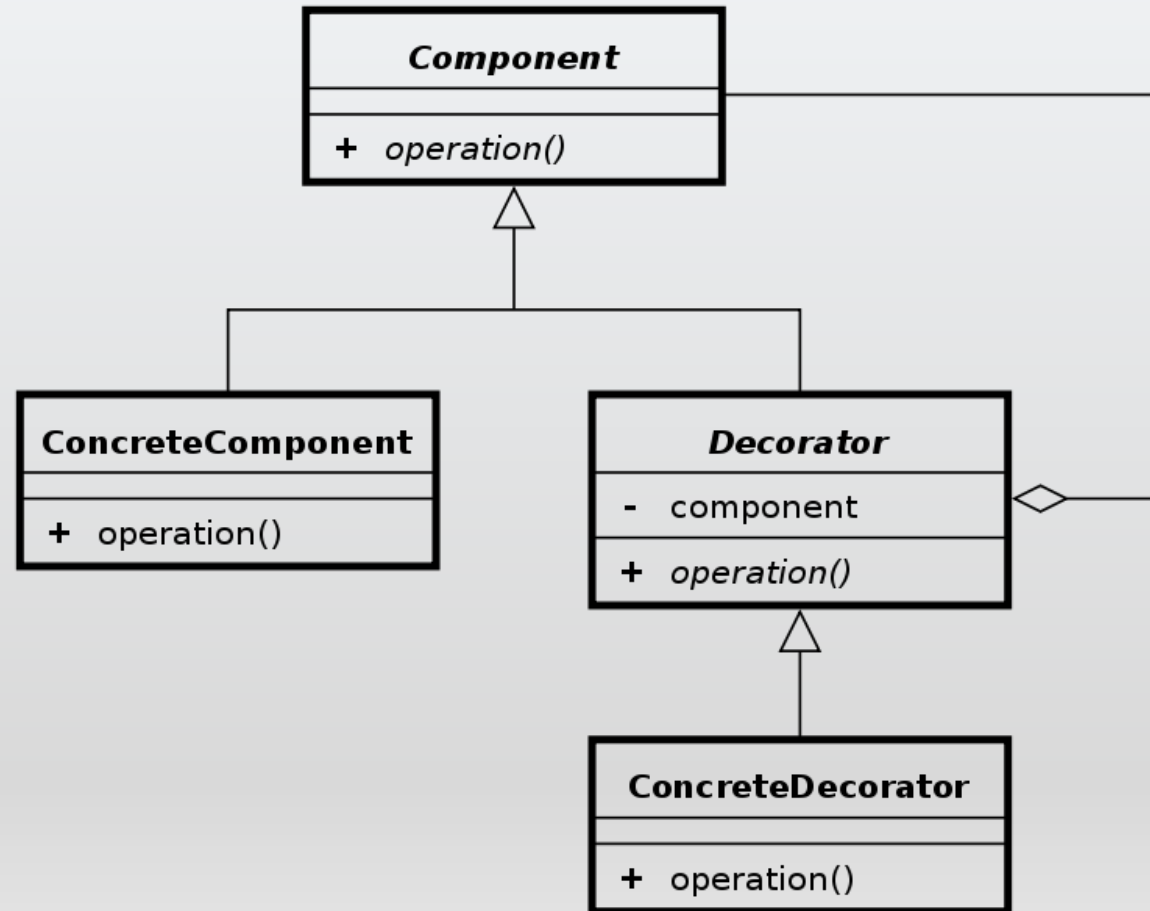 Component
+ operation()
ConcreteComponent
+ operation()
Decorator
- component
+ operation()
ConcreteDecorator
+ operation()